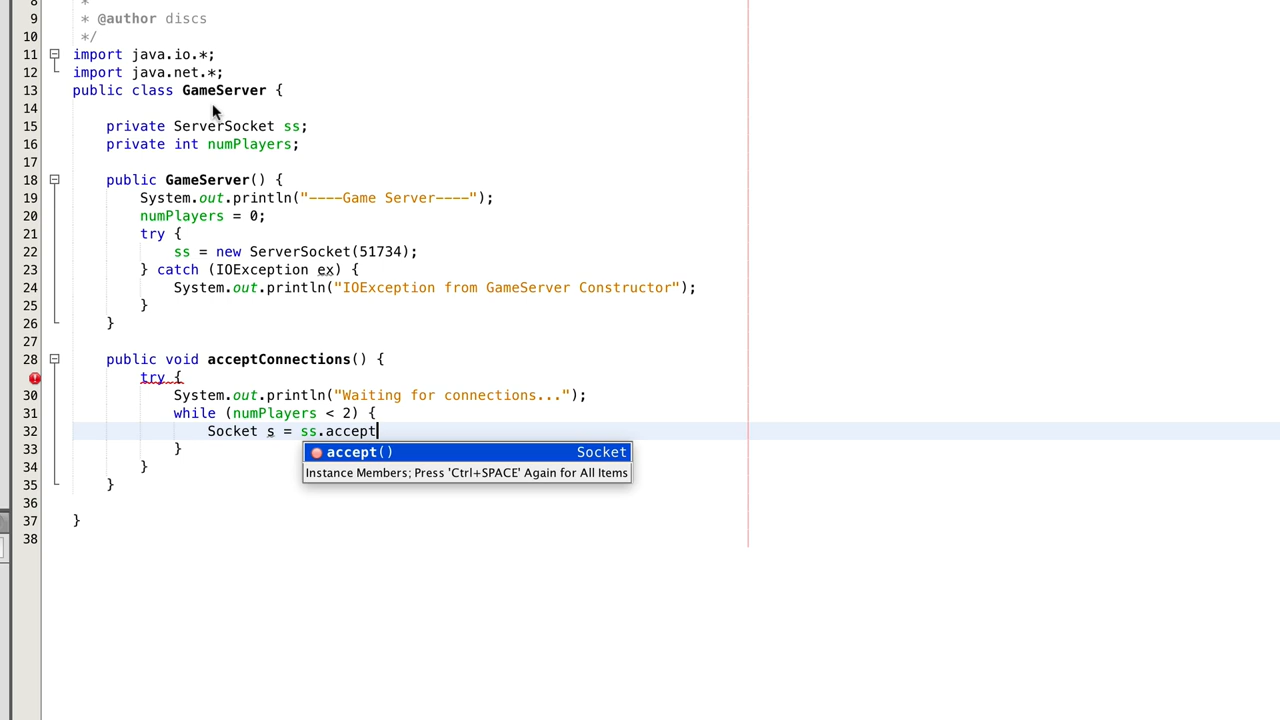 8 *
9 * @author discs
10 */
11 import java.io.*;
12 import java.net.*;
13 public class GameServer {
14
15 private ServerSocket ss;
16 private int numPlayers;
17
18 public GameServer() {
19 System.out.println("----Game Server----");
20 numPlayers = 0;
21 try {
22 ss = new ServerSocket(51734);
23 } catch (IOException ex) {
24 System.out.println("IOException from GameServer Constructor");
25 }
26 }
27
28 public void acceptConnections() {
try {
30 System.out.println("Waiting for connections...");
31 while (numPlayers < 2) {
32 Socket s = ss.accept
accept() Socket
Instance Members; Press 'Ctrl+SPACE' Again for All Items
33 }
34 }
35 }
36
37 }
38